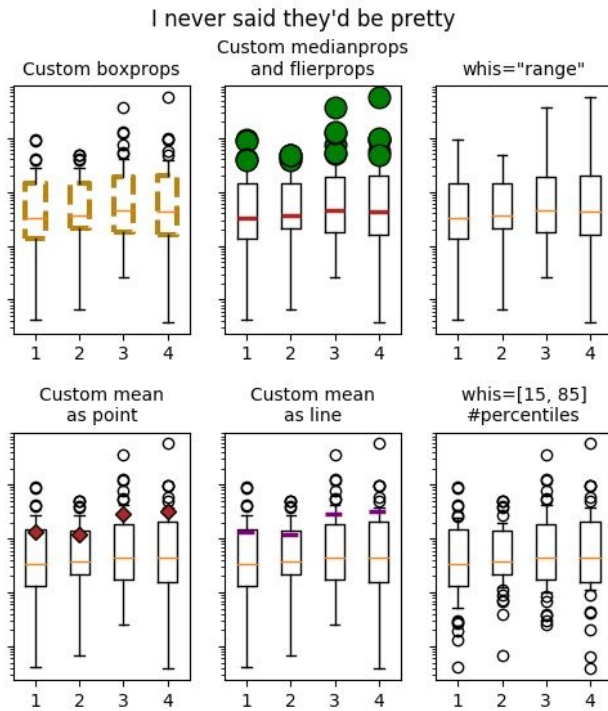 I never said they'd be pretty
Custom boxprops
Custom medianprops
and flierprops
whis="range"
1 2 3 4
1 2 3 4
1 2 3 4
Custom mean
as point
Custom mean
as line
whis=[15, 85]
#percentiles
1 2 3 4
1 2 3 4
1 2 3 4